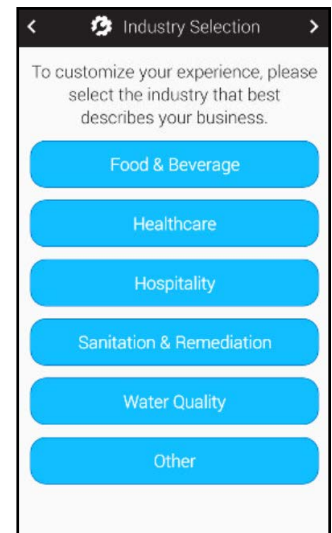 Industry Selection
To customize your experience, please
select the industry that best
describes your business.
Food & Beverage
Healthcare
Hospitality
Sanitation & Remediation
Water Quality
Other